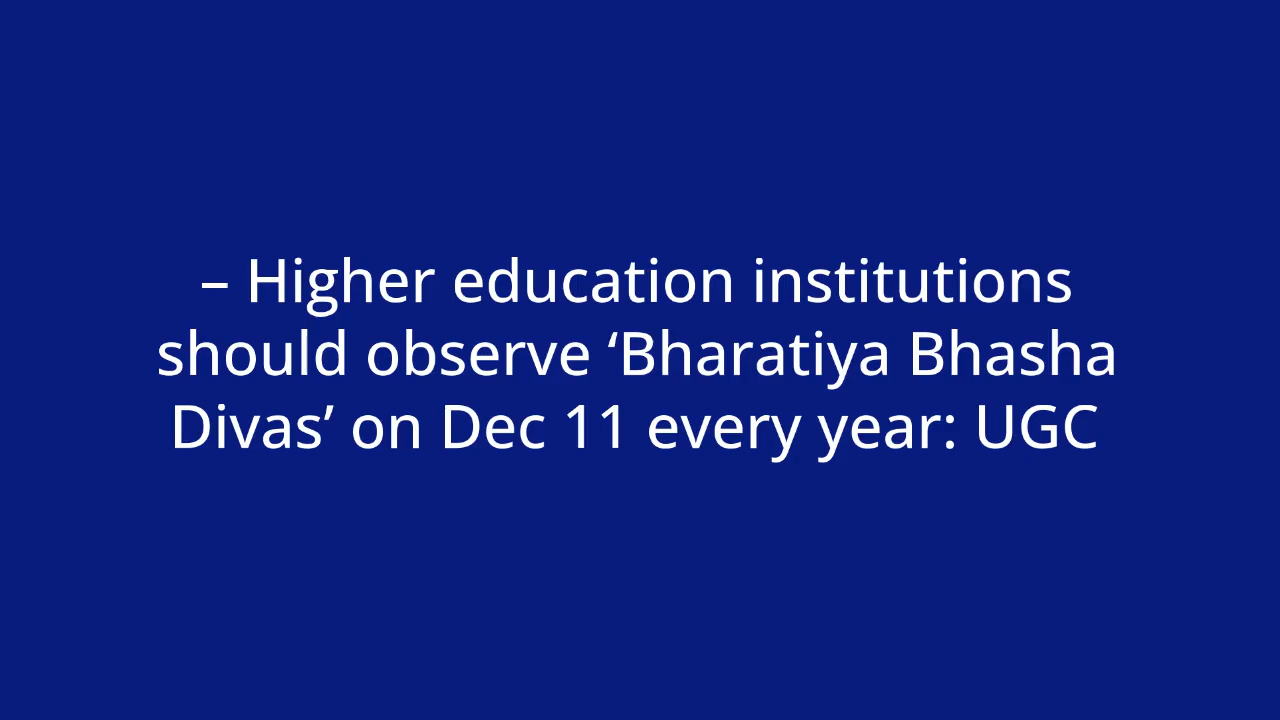 – Higher education institutions
should observe ‘Bharatiya Bhasha
Divas’ on Dec 11 every year: UGC